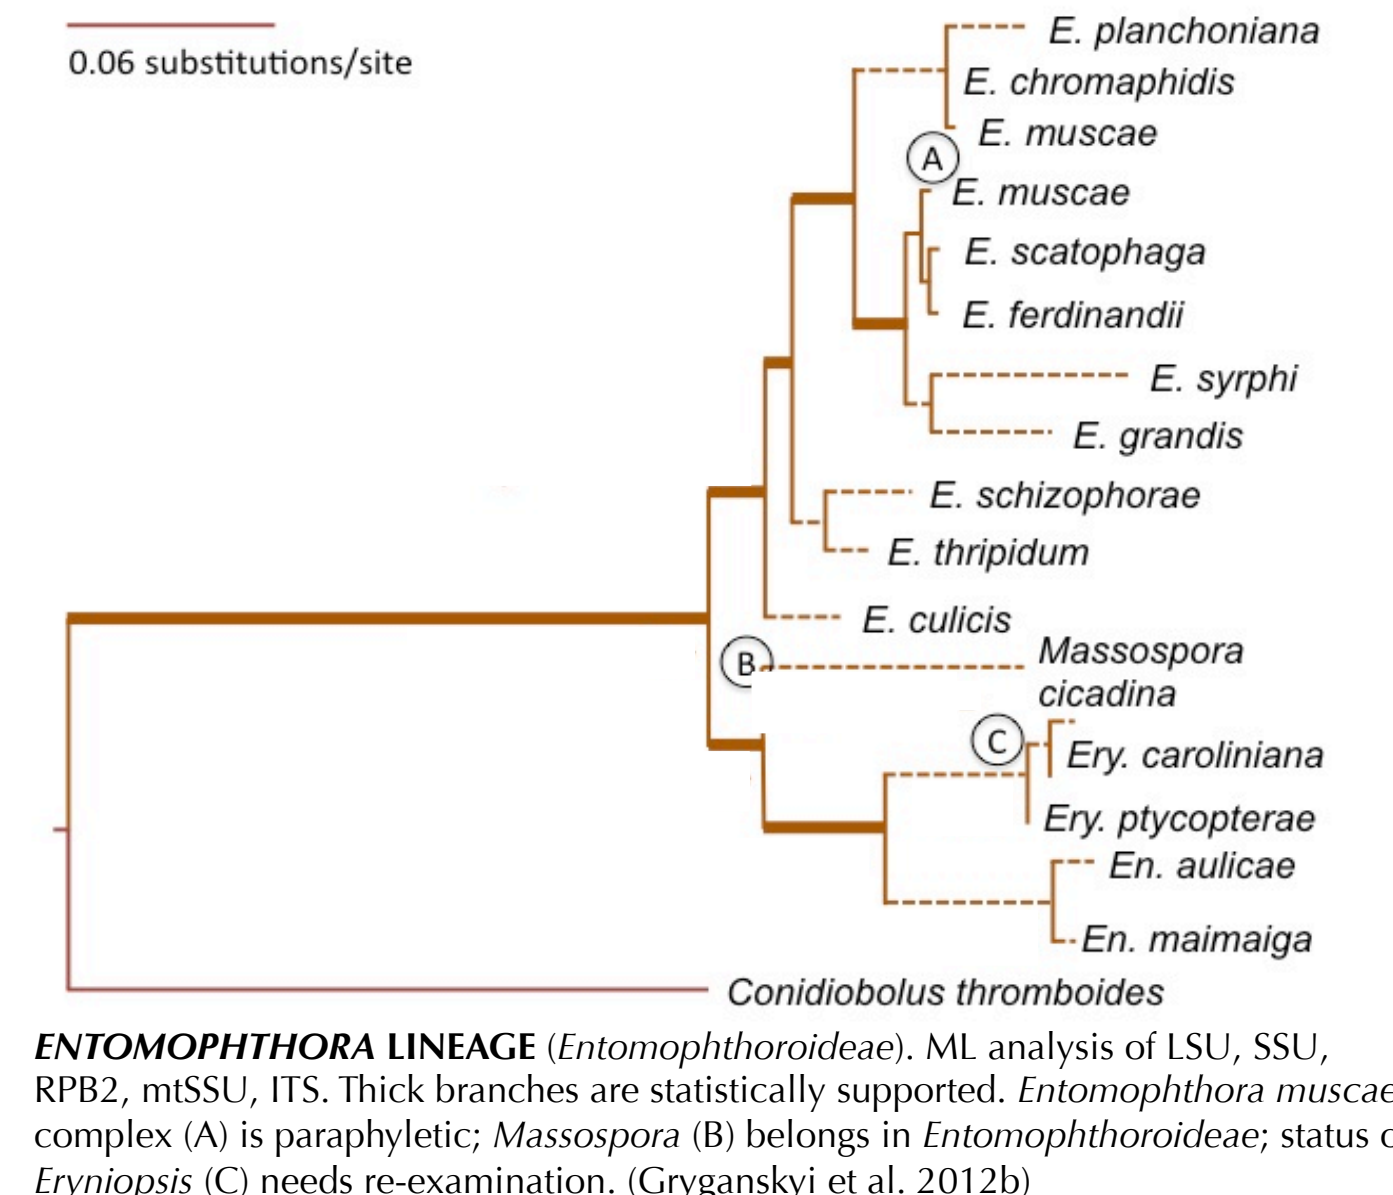 0.06 substitutions/site
E. planchoniana
E. chromaphidis
E. muscae
A
E. muscae
E. scatophaga
E. ferdinandii
E. syrphi
E. grandis
E. schizophorae
E. thripidum
E. culicis
B
Massospora
cicadina
C
Ery. caroliniana
Ery. ptycopterae
En. aulicae
En. maimaiga
Conidiobolus thromboides
ENTOMOPHTHORA LINEAGE (Entomophthoroideae). ML analysis of LSU, SSU,
RPB2, mtSSU, ITS. Thick branches are statistically supported. Entomophthora muscae
complex (A) is paraphyletic; Massospora (B) belongs in Entomophthoroideae; status o
Eryniopsis (C) needs re-examination. (Gryganskyi et al. 2012b)